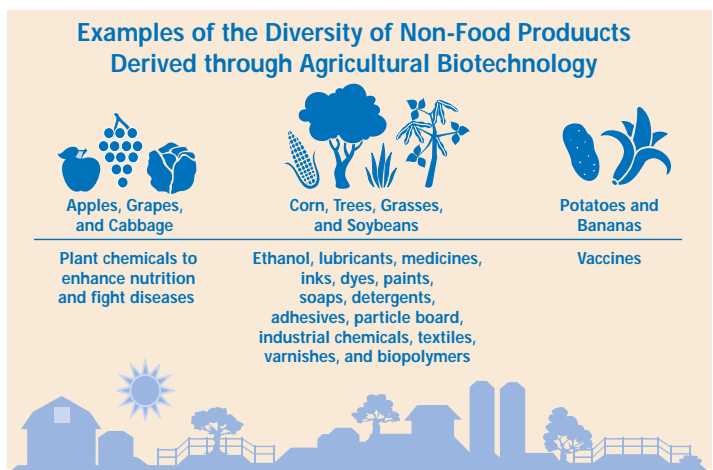 Examples of the Diversity of Non-Food Produucts
Derived through Agricultural Biotechnology
Apples, Grapes,
and Cabbage
Corn, Trees, Grasses,
and Soybeans
Potatoes and
Bananas
Plant chemicals to
enhance nutrition
and fight diseases
Ethanol, lubricants, medicines,
inks, dyes, paints,
soaps, detergents,
adhesives, particle board,
industrial chemicals, textiles,
varnishes, and biopolymers
Vaccines